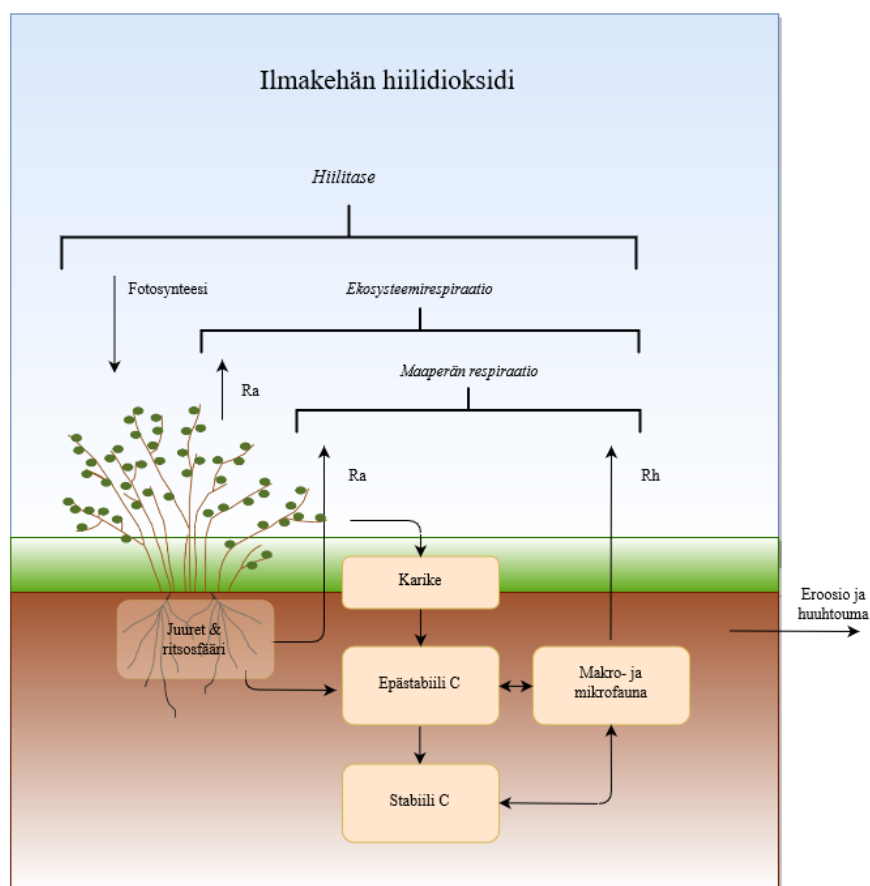 Ilmakehän hiilidioksidi
Hiilitase
Fotosynteesi
Ekosysteemirespiraatio
Ra
Maaperän respiraatio
Ra
Rh
Karike
Eroosio ja
huuhtouma
Juuret &
ritsosfääri
Epästabiili C
Makro- ja
mikrofauna
Stabiili C